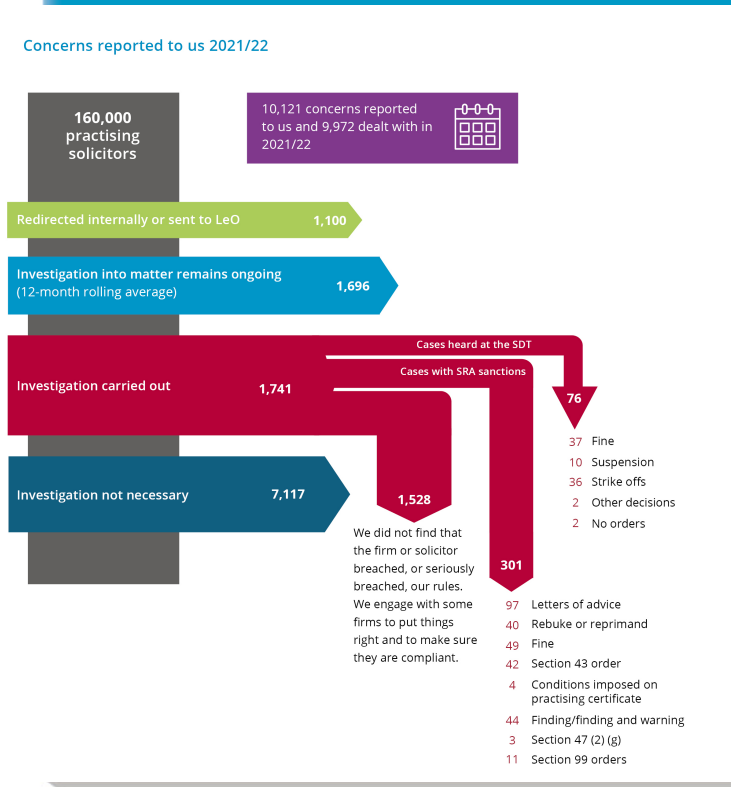 Concerns reported to us 2021/22
160,000
practising
solicitors
10,121 concerns reported
to us and 9,972 dealt with in
2021/22
Redirected internally or sent to LeO 1,100
Investigation into matter remains ongoing
(12-month rolling average)
1,696
Investigation carried out 1,741
Cases heard at the SDT
Cases with SRA sanctions
76
37 Fine
10 Suspension
36 Strike offs
2 Other decisions
2 No orders
Investigation not necessary 7,117
1,528
We did not find that
the firm or solicitor
breached, or seriously
breached, our rules.
We engage with some
firms to put things
right and to make sure
they are compliant.
301
97 Letters of advice
40 Rebuke or reprimand
49 Fine
42 Section 43 order
4 Conditions imposed on
practising certificate
44 Finding/finding and warning
3 Section 47 (2) (g)
11 Section 99 orders